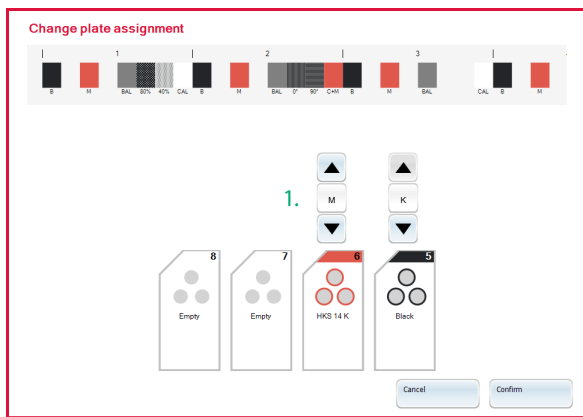 Change plate assignment
1 2 3
B M BAL 80% 40% CAL B M BAL 0° 90° C+M B M BAL CAL B M
1. M K
8 7 6 5
Empty Empty HKS 14 K Black
Cancel Confirm